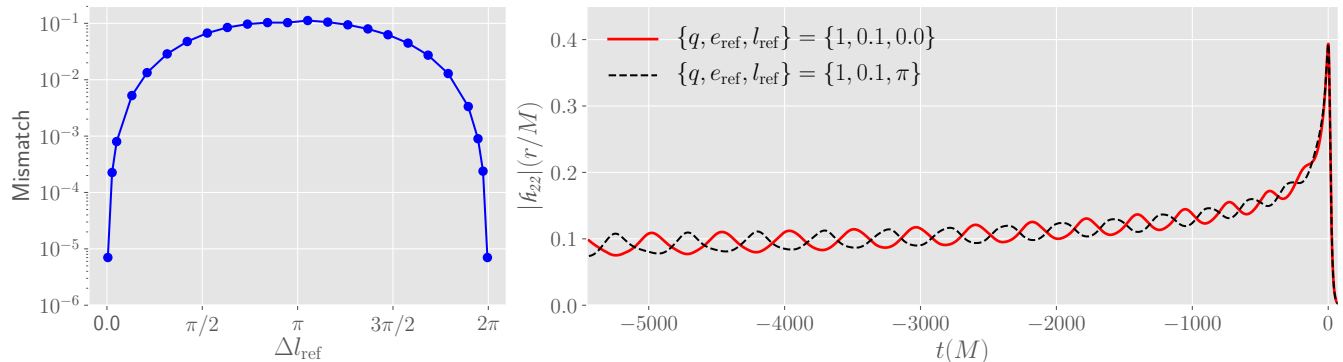 10⁻¹
10⁻²
10⁻³
10⁻⁴
10⁻⁵
10⁻⁶
Mismatch
0.0 π/2 π 3π/2 2π
Δl_ref
{q, e_ref, l_ref} = {1, 0.1, 0.0}
{q, e_ref, l_ref} = {1, 0.1, π}
0.4
0.3
0.2
0.1
0.0
|𝒽₂₂|(r/M)
−5000 −4000 −3000 −2000 −1000 0
t(M)